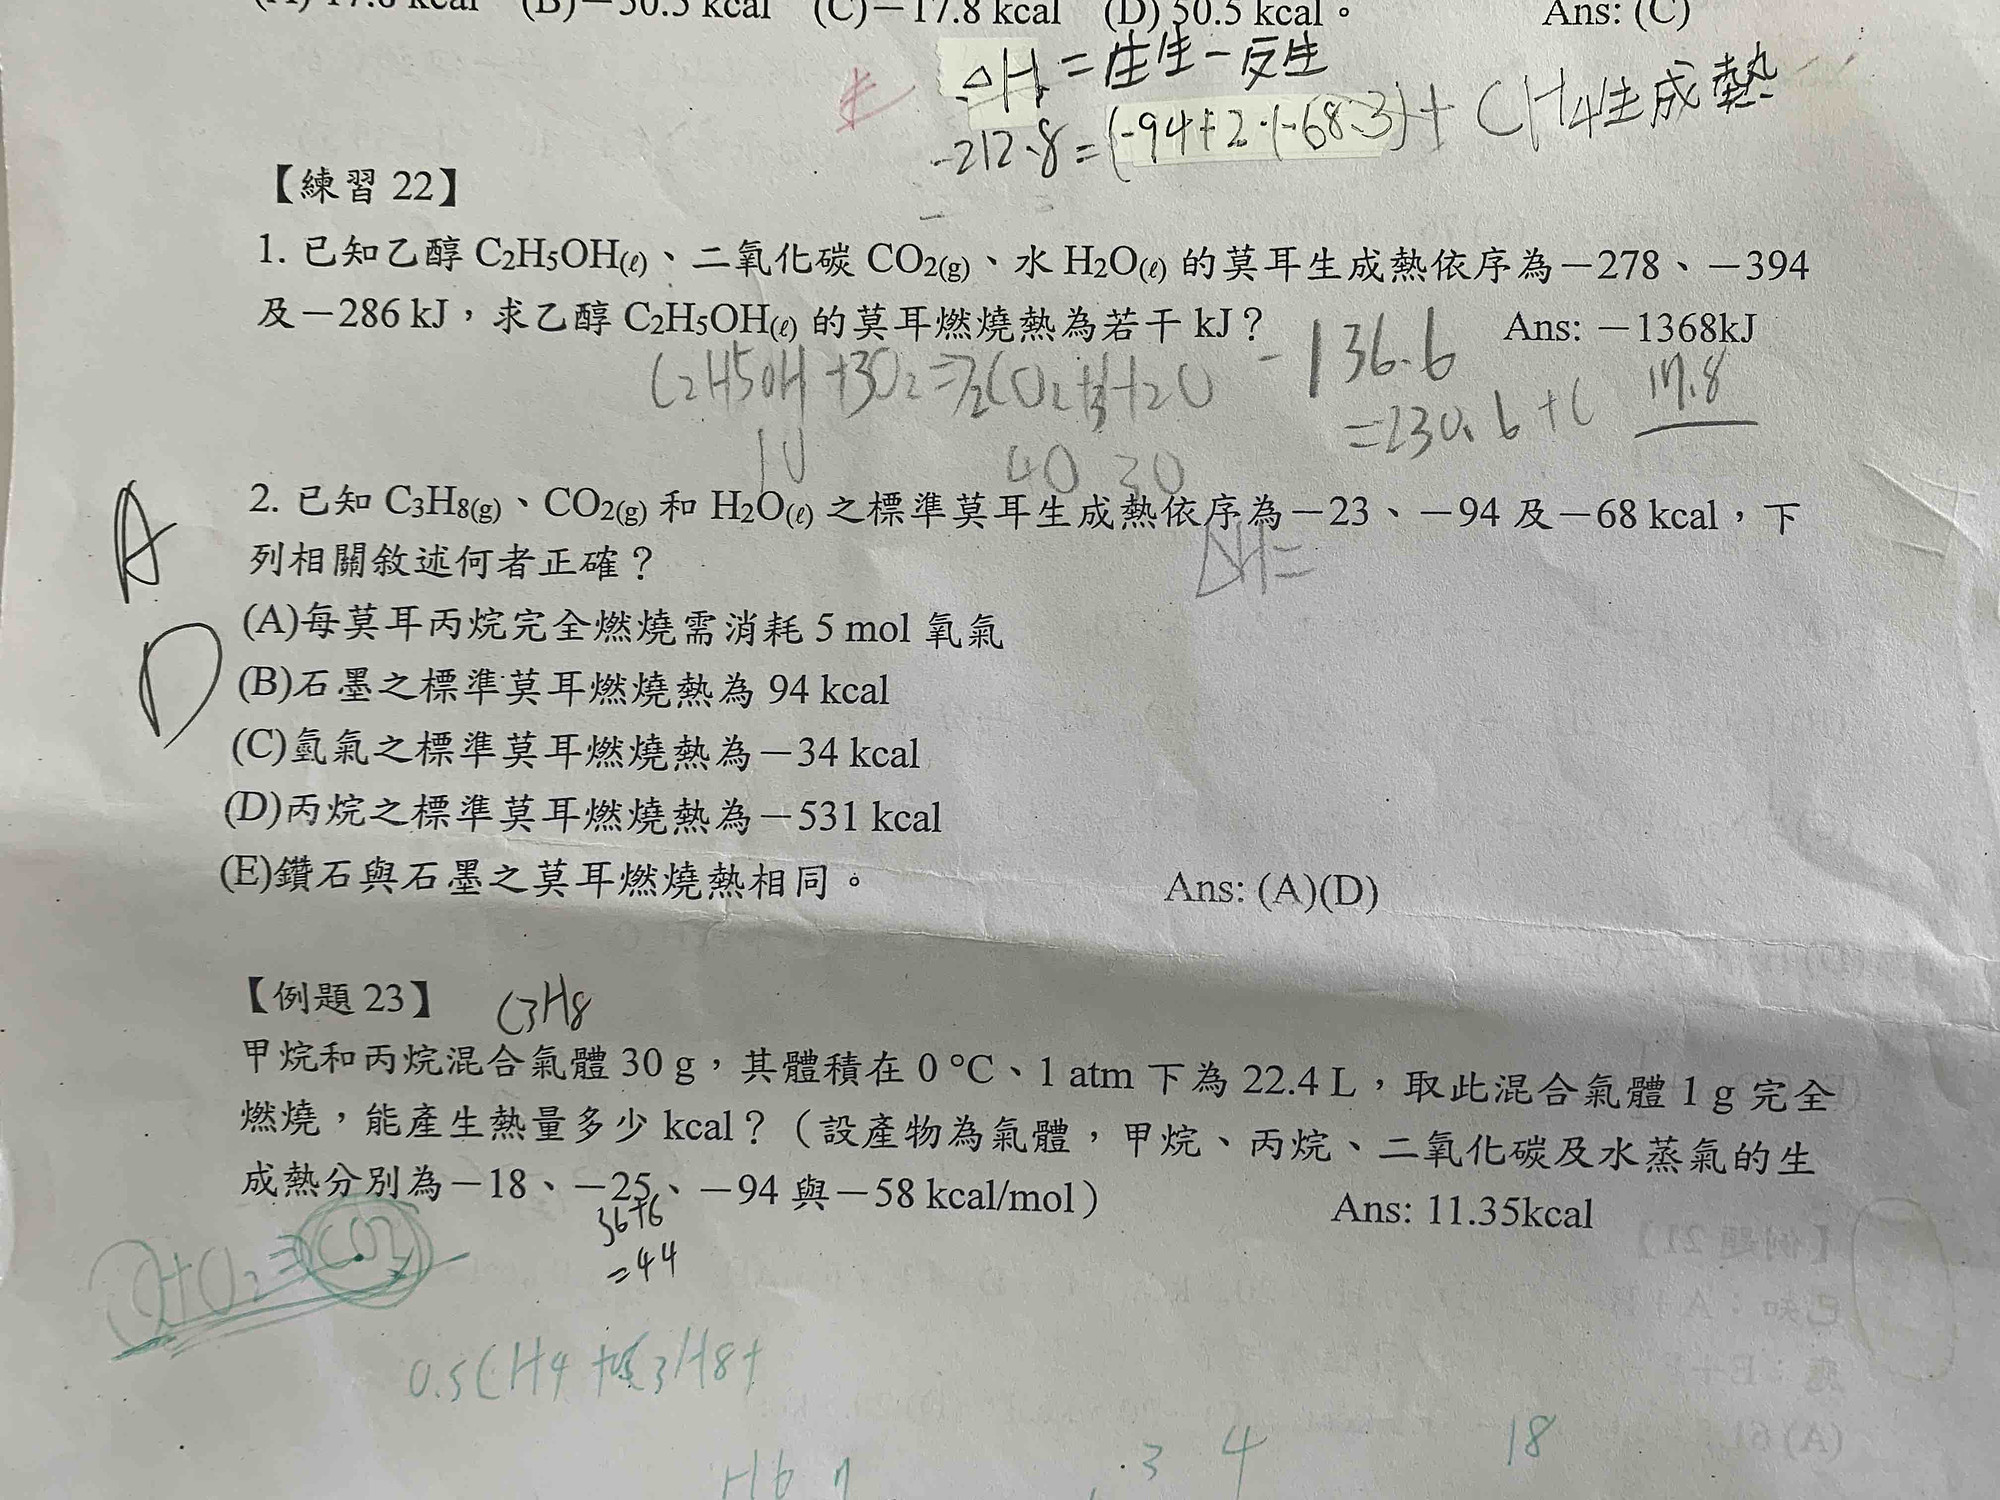 (A) 17.8 kcal (B)－50.5 kcal (C)－17.8 kcal (D) 50.5 kcal。 Ans: (C)
△H = 生生 - 反生
-212.8 = (-94+2·(-68.3)) + CH4生成熱
【練習 22】
1. 已知乙醇 C2H5OH(ℓ)、二氧化碳 CO2(g)、水 H2O(ℓ) 的莫耳生成熱依序為－278、－394
及－286 kJ，求乙醇 C2H5OH(ℓ) 的莫耳燃燒熱為若干 kJ？ Ans: －1368kJ
C2H5OH + 3O2 => 2CO2 + 3H2O
-136.6
=230.6+C 17.8
10 40 30
A
2. 已知 C3H8(g)、CO2(g) 和 H2O(ℓ) 之標準莫耳生成熱依序為－23、－94 及－68 kcal，下
列相關敘述何者正確？
△H=
(A)每莫耳丙烷完全燃燒需消耗 5 mol 氧氣
D
(B)石墨之標準莫耳燃燒熱為 94 kcal
(C)氫氣之標準莫耳燃燒熱為－34 kcal
(D)丙烷之標準莫耳燃燒熱為－531 kcal
(E)鑽石與石墨之莫耳燃燒熱相同。 Ans: (A)(D)
【例題 23】 C3H8
甲烷和丙烷混合氣體 30 g，其體積在 0 °C、1 atm 下為 22.4 L，取此混合氣體 1 g 完全
燃燒，能產生熱量多少 kcal？（設產物為氣體，甲烷、丙烷、二氧化碳及水蒸氣的生
成熱分別為－18、－25、－94 與－58 kcal/mol） Ans: 11.35kcal
36+6
=44
CO2
0.5CH4 + C3H8+
3 4 18